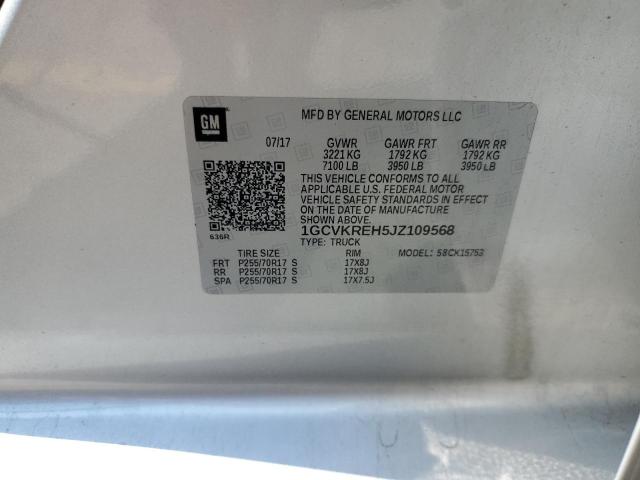 GM
MFD BY GENERAL MOTORS LLC
07/17 GVWR GAWR FRT GAWR RR
3221 KG 1792 KG 1792 KG
7100 LB 3950 LB 3950 LB
THIS VEHICLE CONFORMS TO ALL
APPLICABLE U.S. FEDERAL MOTOR
VEHICLE SAFETY STANDARDS IN EFFECT
ON THE DATE OF MANUFACTURE
SHOWN ABOVE.
636R
1GCVKREH5JZ109568
TYPE: TRUCK
TIRE SIZE RIM MODEL: 58CK15753
FRT P255/70R17 S 17X8J
RR P255/70R17 S 17X8J
SPA P255/70R17 S 17X7.5J